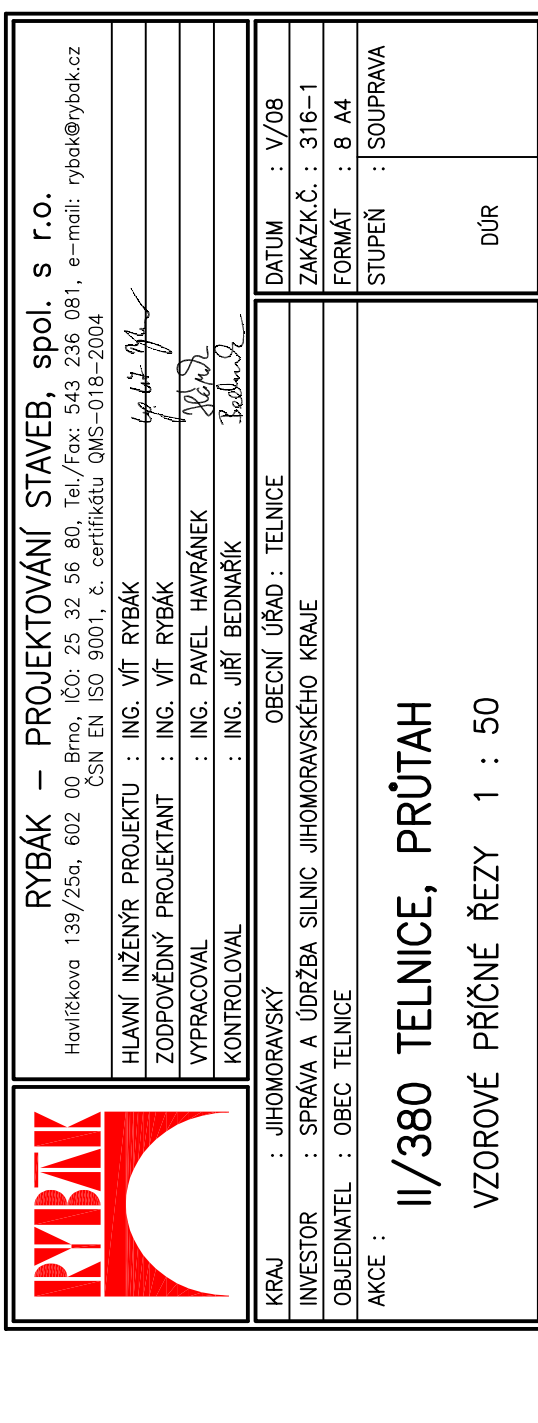 RYBÁK
RYBÁK – PROJEKTOVÁNÍ STAVEB, spol. s r.o.
Havlíčkova 139/25a, 602 00 Brno, IČO: 25 32 56 80, Tel./Fax: 543 236 081, e-mail: rybak@rybak.cz
ČSN EN ISO 9001, č. certifikátu QMS-018-2004
HLAVNÍ INŽENÝR PROJEKTU : ING. VÍT RYBÁK
ZODPOVĚDNÝ PROJEKTANT : ING. VÍT RYBÁK
VYPRACOVAL : ING. PAVEL HAVRÁNEK
KONTROLOVAL : ING. JIŘÍ BEDNAŘÍK
KRAJ : JIHOMORAVSKÝ OBECNÍ ÚŘAD : TELNICE
INVESTOR : SPRÁVA A ÚDRŽBA SILNIC JIHOMORAVSKÉHO KRAJE
OBJEDNATEL : OBEC TELNICE
AKCE :
II/380 TELNICE, PRŮTAH
VZOROVÉ PŘÍČNÉ ŘEZY 1 : 50
DATUM : V/08
ZAKÁZK.Č. : 316-1
FORMÁT : 8 A4
STUPEŇ : SOUPRAVA
DÚR